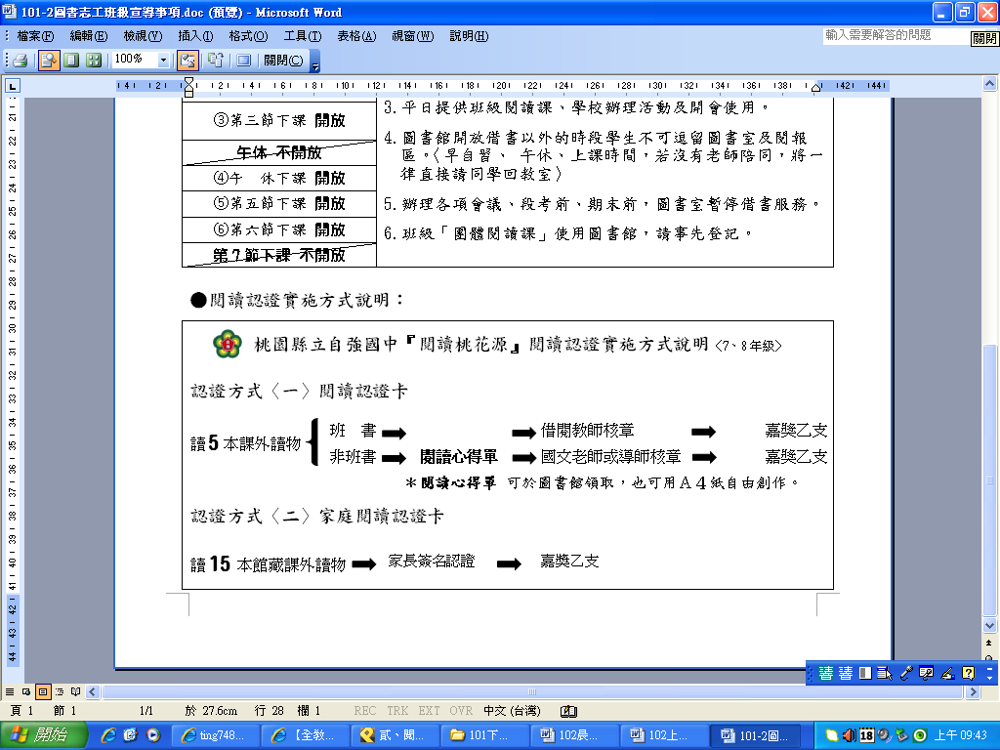 101-2圖書志工班級宣導事項.doc (預覽) - Microsoft Word
檔案(F) 編輯(E) 檢視(V) 插入(I) 格式(O) 工具(T) 表格(A) 視窗(W) 說明(H)
輸入需要解答的問題
關閉
100% 關閉(C)
③第三節下課 開放
午休 不開放
④午 休下課 開放
⑤第五節下課 開放
⑥第六節下課 開放
第7節下課 不開放
3. 平日提供班級閱讀課、學校辦理活動及開會使用。
4. 圖書館開放借書以外的時段學生不可逗留圖書室及閱報
區。〈早自習、 午休、上課時間，若沒有老師陪同，將一
律直接請同學回教室〉
5. 辦理各項會議、段考前、期末前，圖書室暫停借書服務。
6. 班級「團體閱讀課」使用圖書館，請事先登記。
●閱讀認證實施方式說明：
桃園縣立自強國中『閱讀桃花源』閱讀認證實施方式說明〈7、8年級〉
認證方式〈一〉閱讀認證卡
讀5本課外讀物
班 書 ➡ ➡ 借閱教師核章 ➡ 嘉獎乙支
非班書 ➡ 閱讀心得單 ➡ 國文老師或導師核章 ➡ 嘉獎乙支
＊閱讀心得單 可於圖書館領取，也可用Ａ４紙自由創作。
認證方式〈二〉家庭閱讀認證卡
讀15本館藏課外讀物 ➡ 家長簽名認證 ➡ 嘉獎乙支
頁 1 節 1 1/1 於 27.6cm 行 28 欄 1 REC TRK EXT OVR 中文 (台灣)
開始 ting748... 【全教... 貳、閱... 101下... 102晨... 102上... 101-2圖... 18 上午 09:43